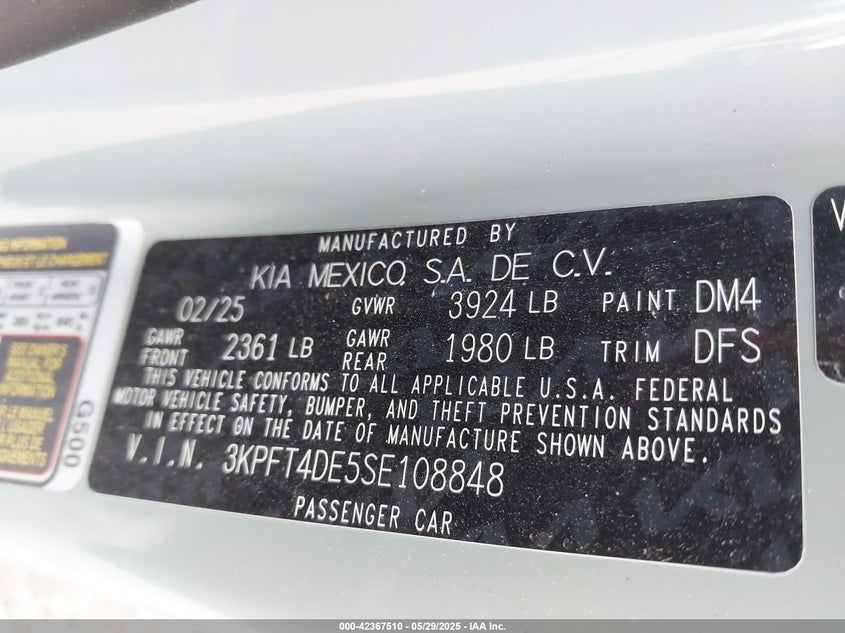 MANUFACTURED BY
KIA MEXICO, S.A. DE C.V.
02/25 GVWR 3924 LB PAINT DM4
GAWR FRONT 2361 LB GAWR REAR 1980 LB TRIM DFS
THIS VEHICLE CONFORMS TO ALL APPLICABLE U.S.A. FEDERAL
MOTOR VEHICLE SAFETY, BUMPER, AND THEFT PREVENTION STANDARDS
IN EFFECT ON THE DATE OF MANUFACTURE SHOWN ABOVE.
V.I.N. 3KPFT4DE5SE108848
PASSENGER CAR
INFORMATION
G500
V
000-42367510 - 05/29/2025 - IAA Inc.